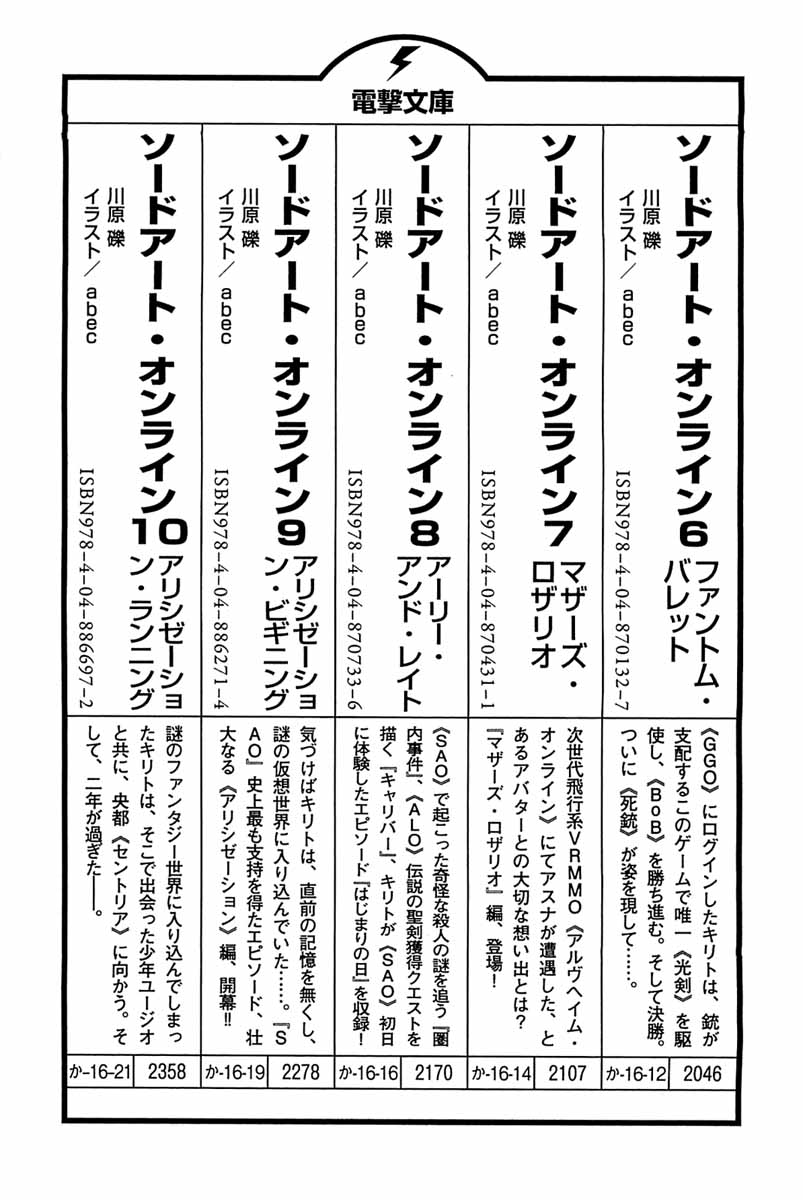 電撃文庫
ソードアート・オンライン6
ファントム・
バレット
川原 礫
イラスト/abec
ISBN978-4-04-870132-7
《GGO》にログインしたキリトは、銃が
支配するこのゲームで唯一《光剣》を駆
使し、《BoB》を勝ち進む。そして決勝。
ついに《死銃》が姿を現して……。
か-16-12
2046
ソードアート・オンライン7
マザーズ・
ロザリオ
川原 礫
イラスト/abec
ISBN978-4-04-870431-1
次世代飛行系VRMMO《アルヴヘイム・
オンライン》にてアスナが遭遇した、と
あるアバターとの大切な想い出とは?
『マザーズ・ロザリオ』編、登場!
か-16-14
2107
ソードアート・オンライン8
アーリー・
アンド・レイト
川原 礫
イラスト/abec
ISBN978-4-04-870733-6
《SAO》で起こった奇怪な殺人の謎を追う『圏
内事件』、《ALO》伝説の聖剣獲得クエストを
描く『キャリバー』、キリトが《SAO》初日
に体験したエピソード『はじまりの日』を収録!
か-16-16
2170
ソードアート・オンライン9
アリシゼーショ
ン・ビギニング
川原 礫
イラスト/abec
ISBN978-4-04-886271-4
気づけばキリトは、直前の記憶を無くし、
謎の仮想世界に入り込んでいた……。『S
AO』史上最も支持を得たエピソード、壮
大なる《アリシゼーション》編、開幕!!
か-16-19
2278
ソードアート・オンライン10
アリシゼーショ
ン・ランニング
川原 礫
イラスト/abec
ISBN978-4-04-886697-2
謎のファンタジー世界に入り込んでしまっ
たキリトは、そこで出会った少年ユージオ
と共に、央都《セントリア》に向かう。そ
して、二年が過ぎた――。
か-16-21
2358